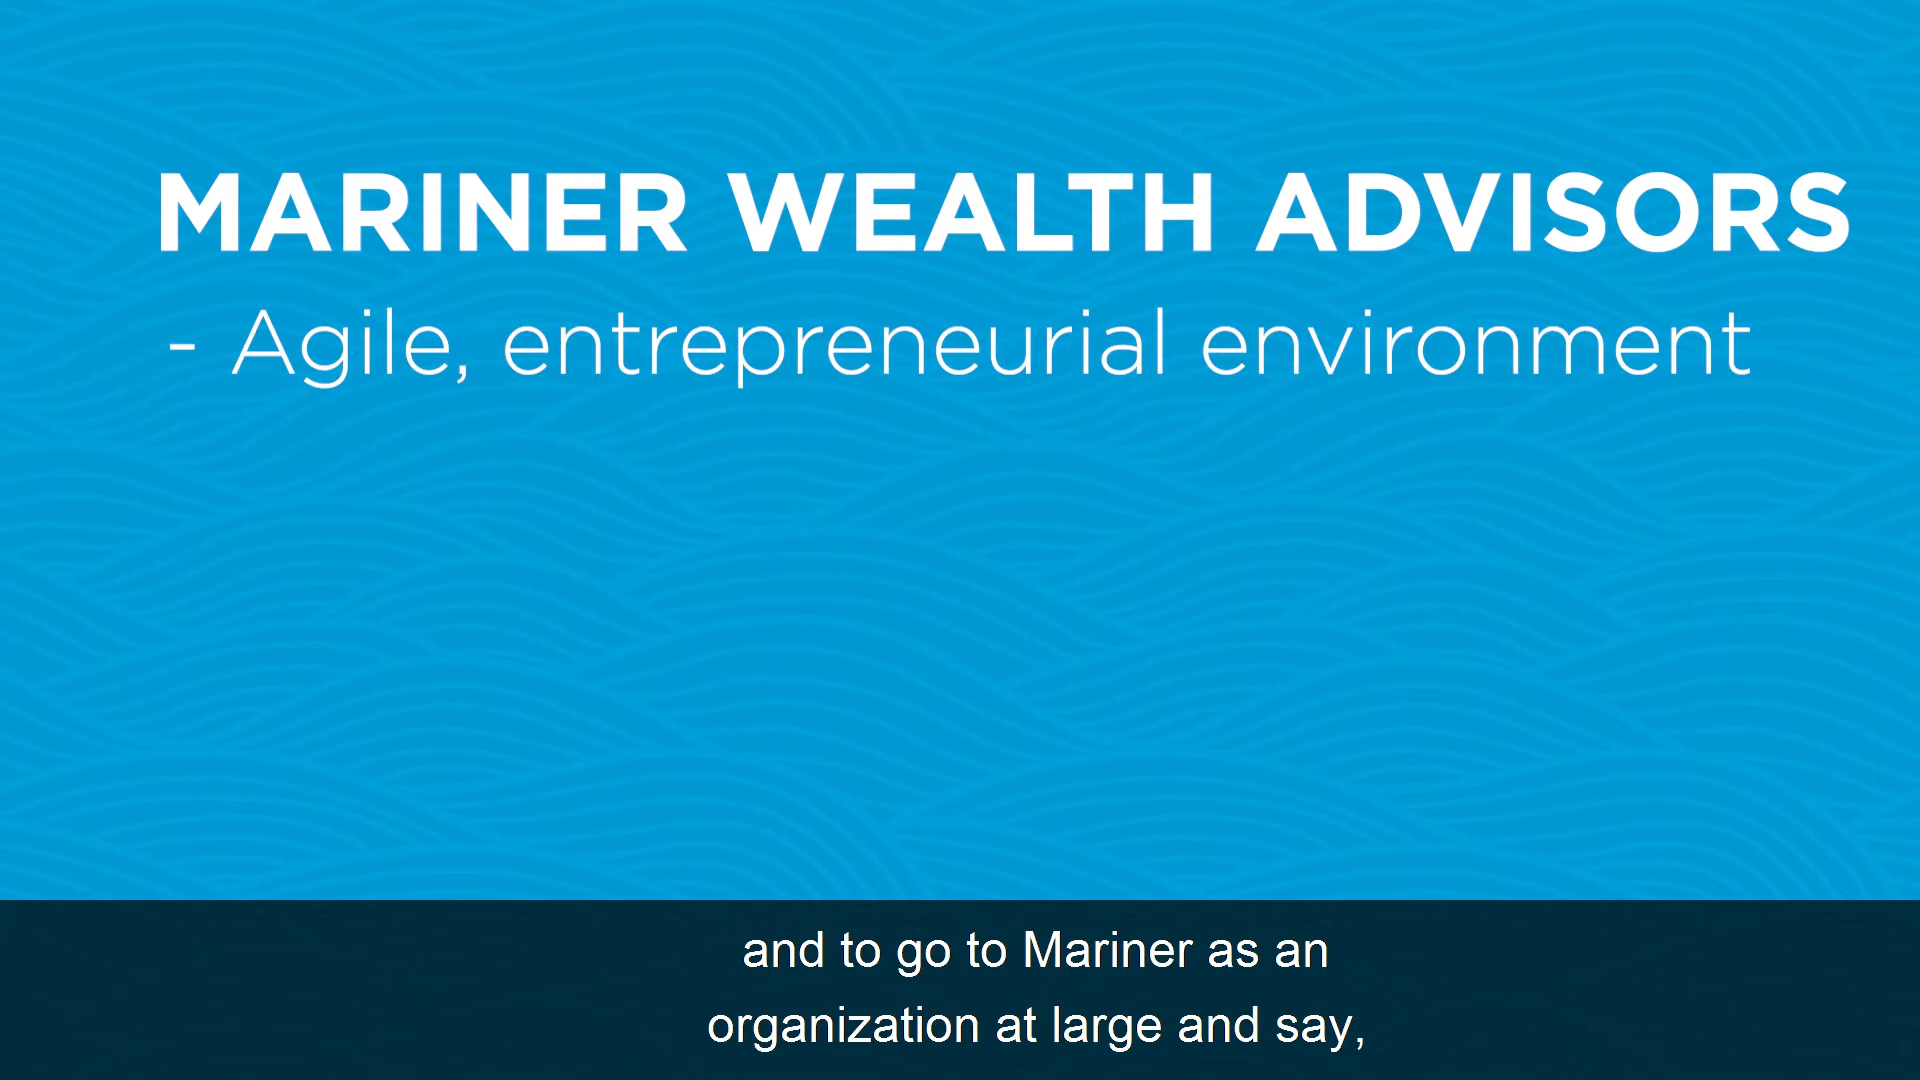 MARINER WEALTH ADVISORS
- Agile, entrepreneurial environment
and to go to Mariner as an
organization at large and say,